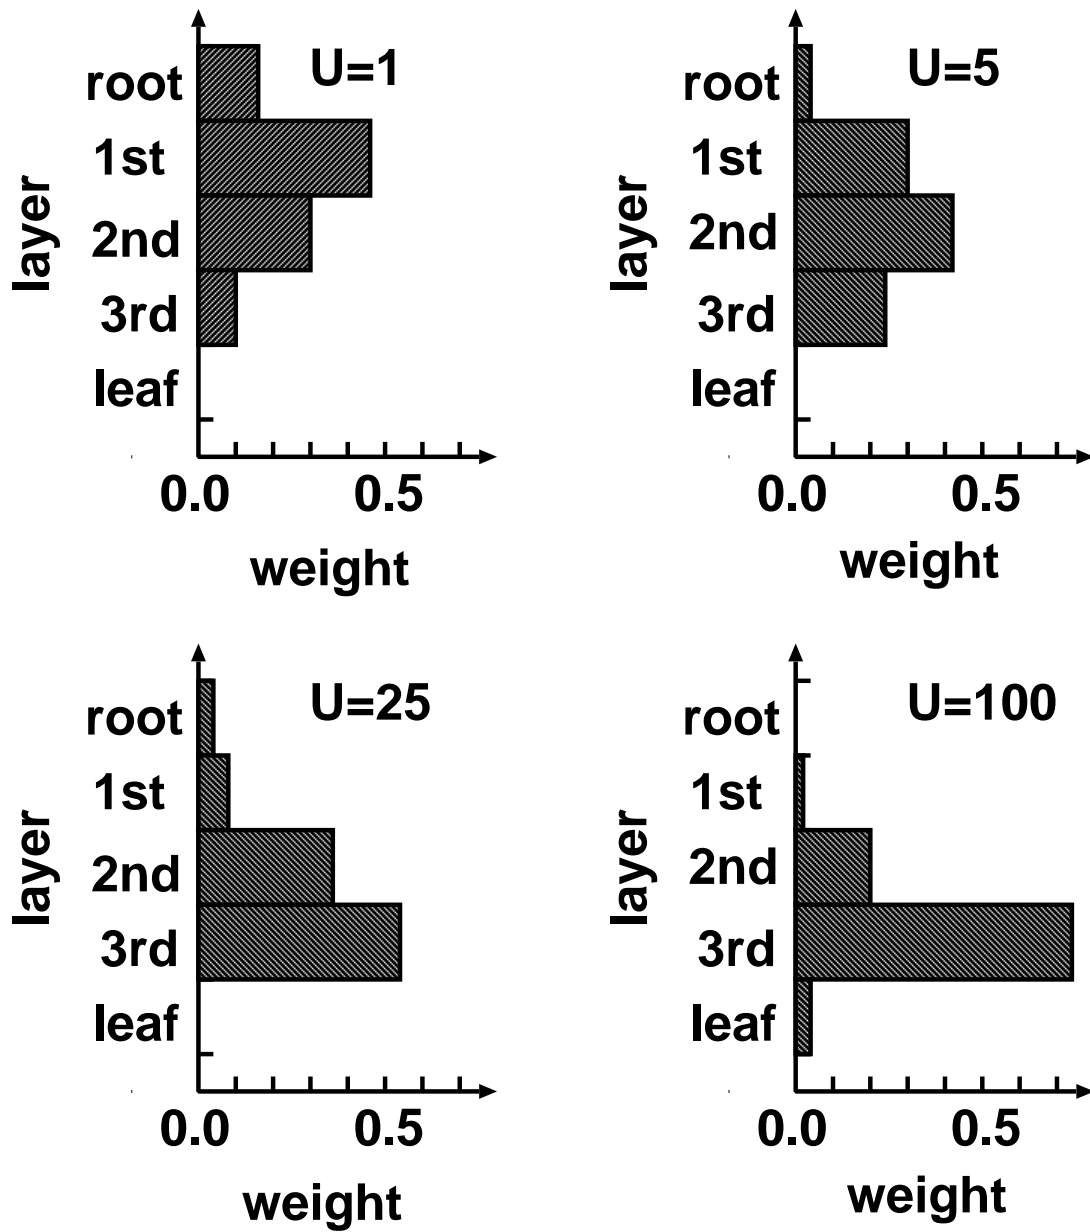 U=1
root
1st
2nd
3rd
leaf
layer
0.0 0.5
weight
U=5
root
1st
2nd
3rd
leaf
layer
0.0 0.5
weight
U=25
root
1st
2nd
3rd
leaf
layer
0.0 0.5
weight
U=100
root
1st
2nd
3rd
leaf
layer
0.0 0.5
weight